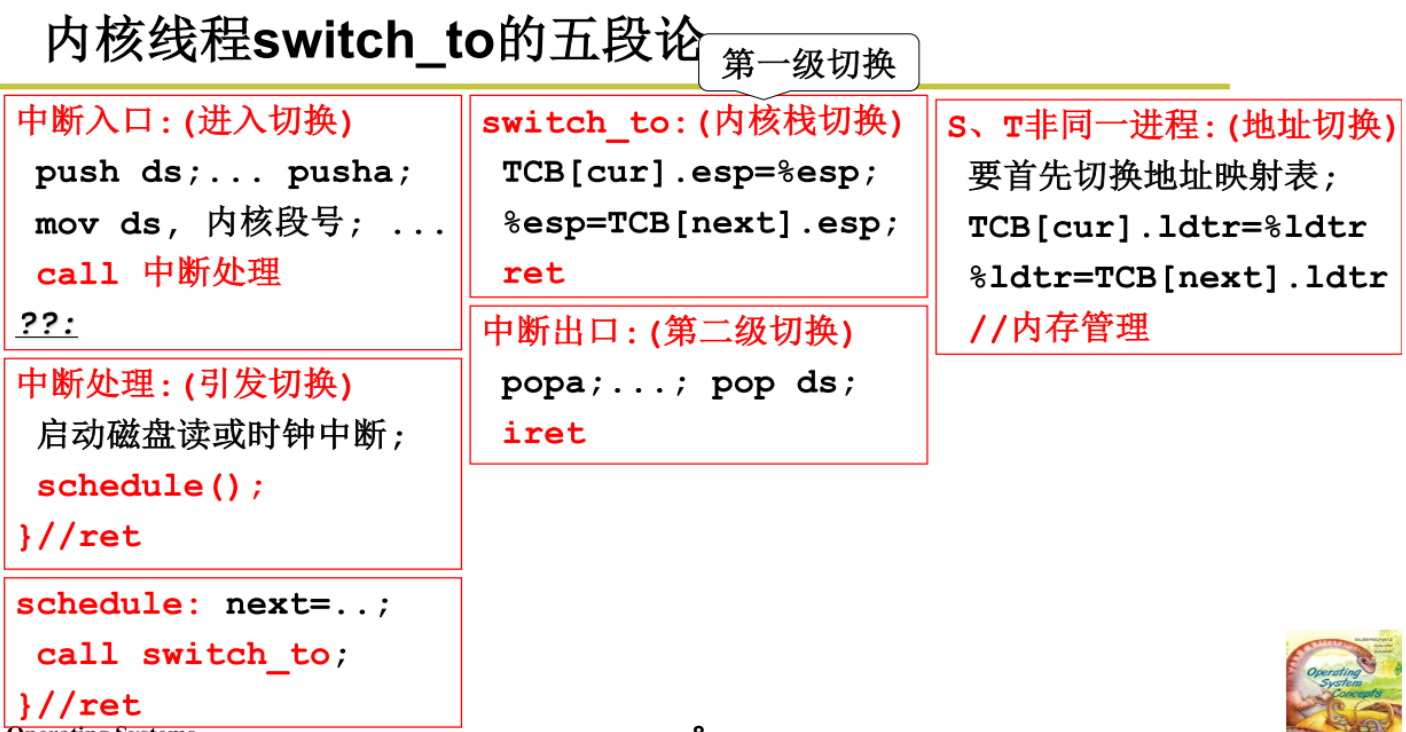 内核线程switch_to的五段论
第一级切换
中断入口:(进入切换)
push ds;... pusha;
mov ds, 内核段号; ...
call 中断处理
??:
中断处理:(引发切换)
启动磁盘读或时钟中断;
schedule();
}//ret
schedule: next=..;
call switch_to;
}//ret
switch_to:(内核栈切换)
TCB[cur].esp=%esp;
%esp=TCB[next].esp;
ret
中断出口:(第二级切换)
popa;...; pop ds;
iret
S、T非同一进程:(地址切换)
要首先切换地址映射表;
TCB[cur].ldtr=%ldtr
%ldtr=TCB[next].ldtr
//内存管理
Operating
System
Concepts